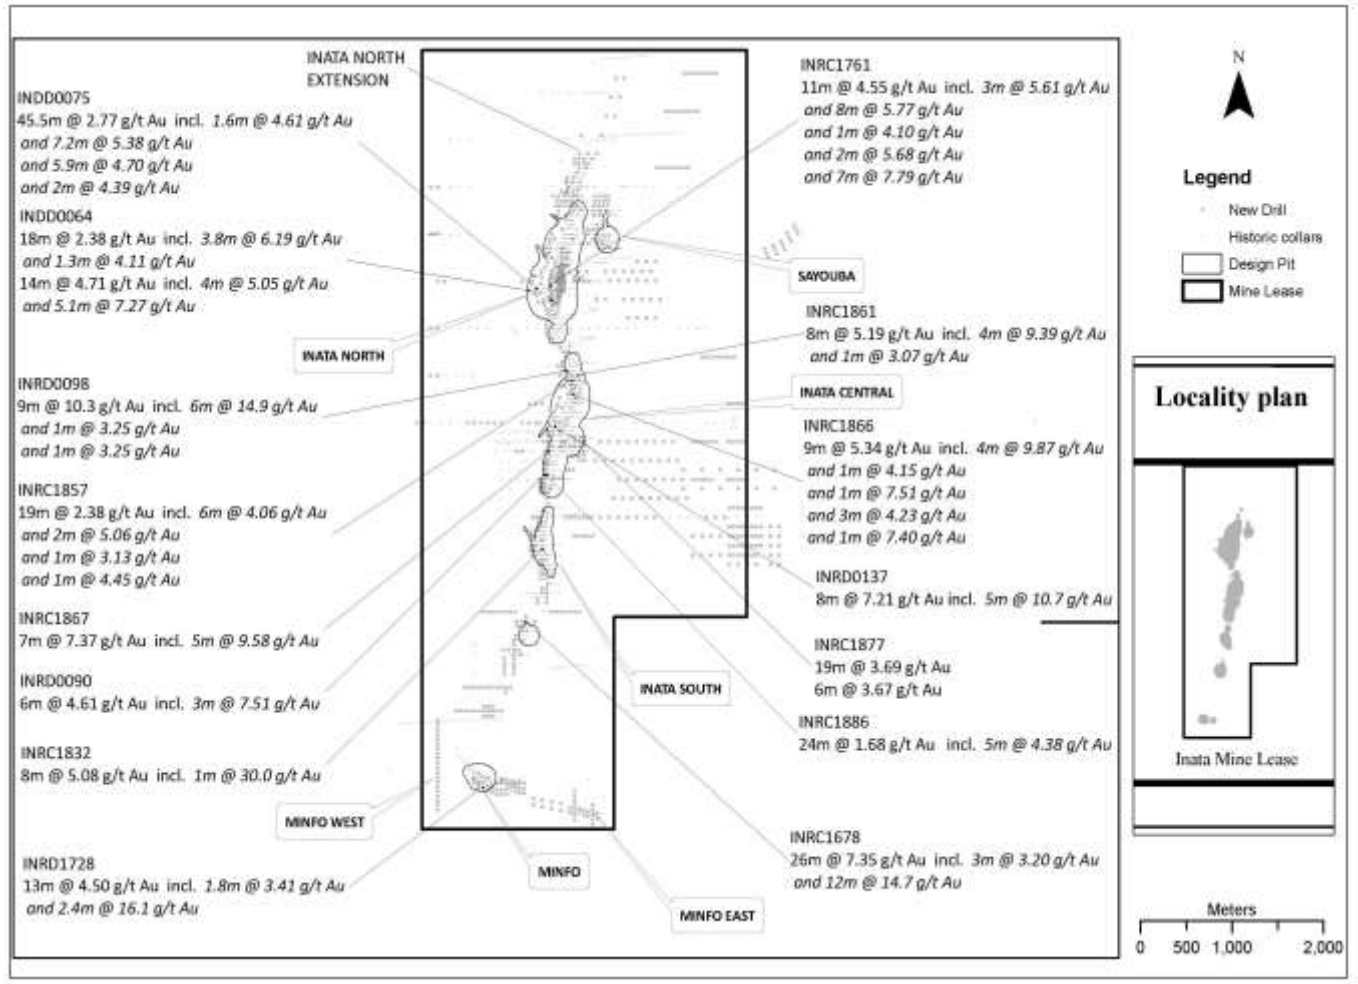 INATA NORTH
EXTENSION
INDD0075
45.5m @ 2.77 g/t Au incl. 1.6m @ 4.61 g/t Au
and 7.2m @ 5.38 g/t Au
and 5.9m @ 4.70 g/t Au
and 2m @ 4.39 g/t Au
INDD0064
18m @ 2.38 g/t Au incl. 3.8m @ 6.19 g/t Au
and 1.3m @ 4.11 g/t Au
14m @ 4.71 g/t Au incl. 4m @ 5.05 g/t Au
and 5.1m @ 7.27 g/t Au
INATA NORTH
INRD0098
9m @ 10.3 g/t Au incl. 6m @ 14.9 g/t Au
and 1m @ 3.25 g/t Au
and 1m @ 3.25 g/t Au
INRC1857
19m @ 2.38 g/t Au incl. 6m @ 4.06 g/t Au
and 2m @ 5.06 g/t Au
and 1m @ 3.13 g/t Au
and 1m @ 4.45 g/t Au
INRC1867
7m @ 7.37 g/t Au incl. 5m @ 9.58 g/t Au
INRD0090
6m @ 4.61 g/t Au incl. 3m @ 7.51 g/t Au
INRC1832
8m @ 5.08 g/t Au incl. 1m @ 30.0 g/t Au
MINFO WEST
INRD1728
13m @ 4.50 g/t Au incl. 1.8m @ 3.41 g/t Au
and 2.4m @ 16.1 g/t Au
MINFO
MINFO EAST
INATA SOUTH
INRC1761
11m @ 4.55 g/t Au incl. 3m @ 5.61 g/t Au
and 8m @ 5.77 g/t Au
and 1m @ 4.10 g/t Au
and 2m @ 5.68 g/t Au
and 7m @ 7.79 g/t Au
SAYOUBA
INRC1861
8m @ 5.19 g/t Au incl. 4m @ 9.39 g/t Au
and 1m @ 3.07 g/t Au
INATA CENTRAL
INRC1866
9m @ 5.34 g/t Au incl. 4m @ 9.87 g/t Au
and 1m @ 4.15 g/t Au
and 1m @ 7.51 g/t Au
and 3m @ 4.23 g/t Au
and 1m @ 7.40 g/t Au
INRD0137
8m @ 7.21 g/t Au incl. 5m @ 10.7 g/t Au
INRC1877
19m @ 3.69 g/t Au
6m @ 3.67 g/t Au
INRC1886
24m @ 1.68 g/t Au incl. 5m @ 4.38 g/t Au
INRC1678
26m @ 7.35 g/t Au incl. 3m @ 3.20 g/t Au
and 12m @ 14.7 g/t Au
N
Legend
New Drill
Historic collars
Design Pit
Mine Lease
Locality plan
Inata Mine Lease
Meters
0 500 1,000 2,000